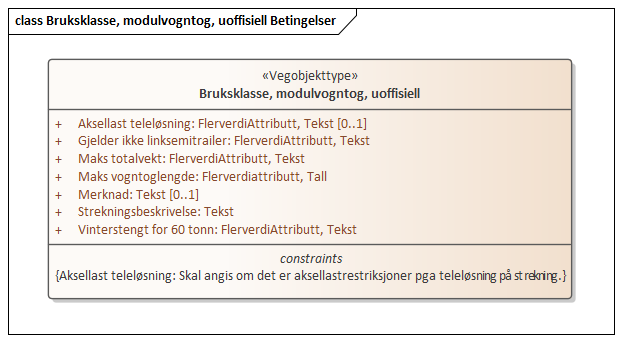 class Bruksklasse, modulvogntog, uoffisiell Betingelser
«Vegobjekttype»
Bruksklasse, modulvogntog, uoffisiell
+ Aksellast teleløsning: FlerverdiAttributt, Tekst [0..1]
+ Gjelder ikke linksemitrailer: FlerverdiAttributt, Tekst
+ Maks totalvekt: FlerverdiAttributt, Tekst
+ Maks vogntoglengde: Flerverdiattributt, Tall
+ Merknad: Tekst [0..1]
+ Strekningsbeskrivelse: Tekst
+ Vinterstengt for 60 tonn: FlerverdiAttributt, Tekst
constraints
{Aksellast teleløsning: Skal angis om det er aksellastrestriksjoner pga teleløsning på strekning.}